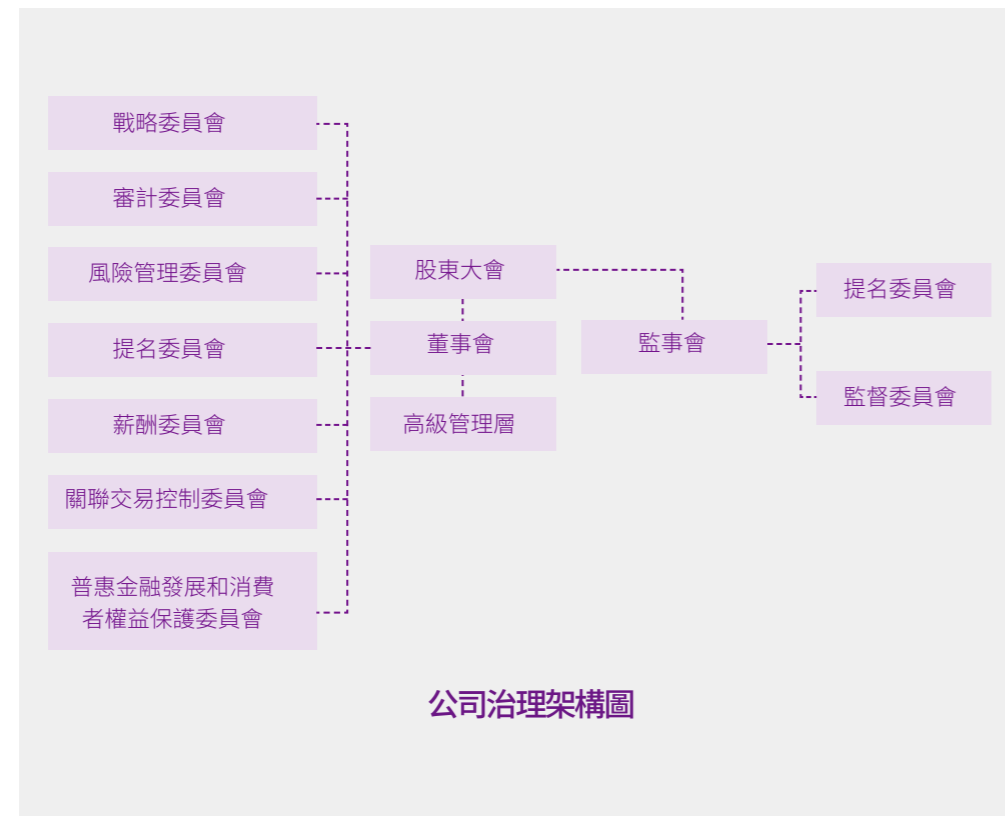 戰略委員會
審計委員會
風險管理委員會
提名委員會
薪酬委員會
關聯交易控制委員會
普惠金融發展和消費
者權益保護委員會
股東大會
董事會
高級管理層
監事會
提名委員會
監督委員會
公司治理架構圖